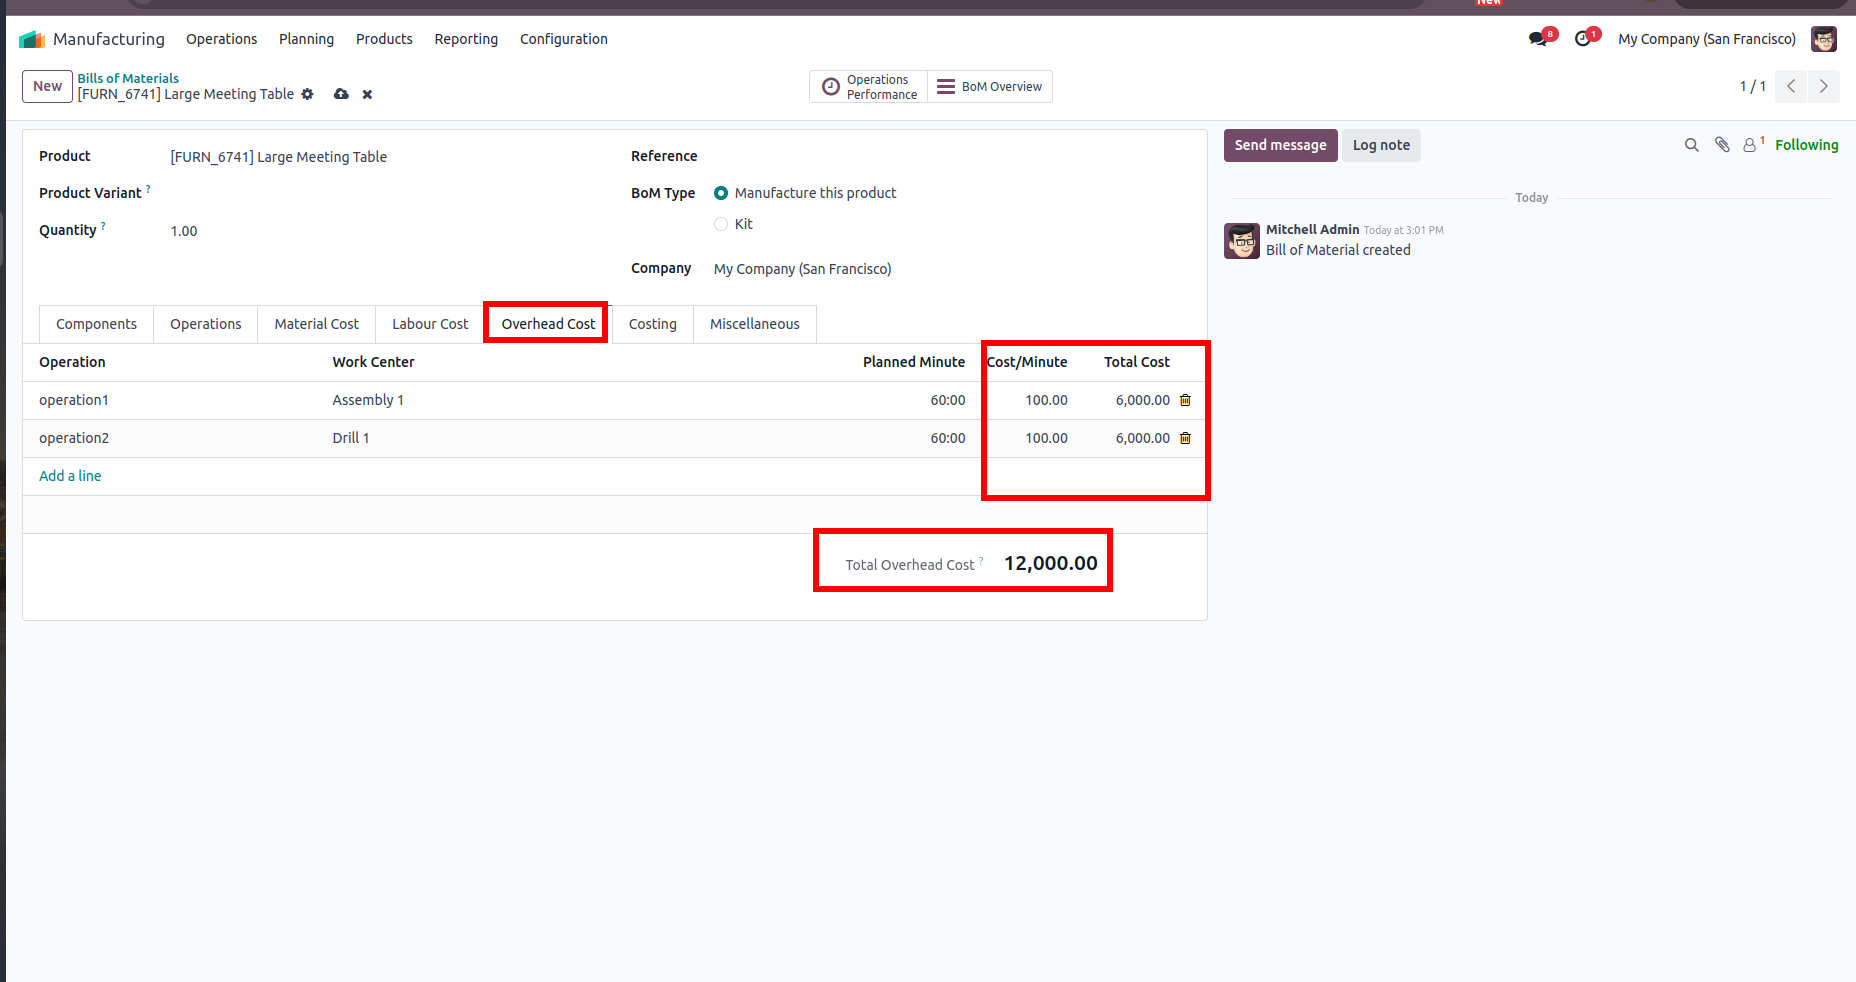 New
Manufacturing Operations Planning Products Reporting Configuration 8 1 My Company (San Francisco)
New Bills of Materials
[FURN_6741] Large Meeting Table
Operations Performance BoM Overview 1 / 1
Product [FURN_6741] Large Meeting Table
Product Variant ?
Quantity ? 1.00
Reference
BoM Type Manufacture this product
Kit
Company My Company (San Francisco)
Send message Log note 1 Following
Today
Mitchell Admin Today at 3:01 PM
Bill of Material created
Components Operations Material Cost Labour Cost Overhead Cost Costing Miscellaneous
Operation Work Center Planned Minute Cost/Minute Total Cost
operation1 Assembly 1 60:00 100.00 6,000.00
operation2 Drill 1 60:00 100.00 6,000.00
Add a line
Total Overhead Cost ? 12,000.00